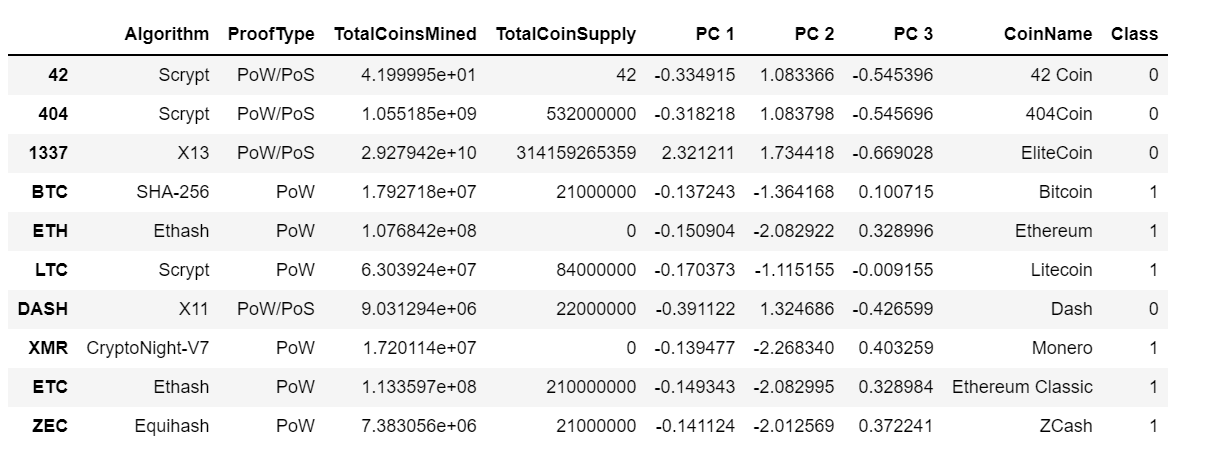 Algorithm ProofType TotalCoinsMined TotalCoinSupply PC 1 PC 2 PC 3 CoinName Class
42 Scrypt PoW/PoS 4.199995e+01 42 -0.334915 1.083366 -0.545396 42 Coin 0
404 Scrypt PoW/PoS 1.055185e+09 532000000 -0.318218 1.083798 -0.545696 404Coin 0
1337 X13 PoW/PoS 2.927942e+10 314159265359 2.321211 1.734418 -0.669028 EliteCoin 0
BTC SHA-256 PoW 1.792718e+07 21000000 -0.137243 -1.364168 0.100715 Bitcoin 1
ETH Ethash PoW 1.076842e+08 0 -0.150904 -2.082922 0.328996 Ethereum 1
LTC Scrypt PoW 6.303924e+07 84000000 -0.170373 -1.115155 -0.009155 Litecoin 1
DASH X11 PoW/PoS 9.031294e+06 22000000 -0.391122 1.324686 -0.426599 Dash 0
XMR CryptoNight-V7 PoW 1.720114e+07 0 -0.139477 -2.268340 0.403259 Monero 1
ETC Ethash PoW 1.133597e+08 210000000 -0.149343 -2.082995 0.328984 Ethereum Classic 1
ZEC Equihash PoW 7.383056e+06 21000000 -0.141124 -2.012569 0.372241 ZCash 1